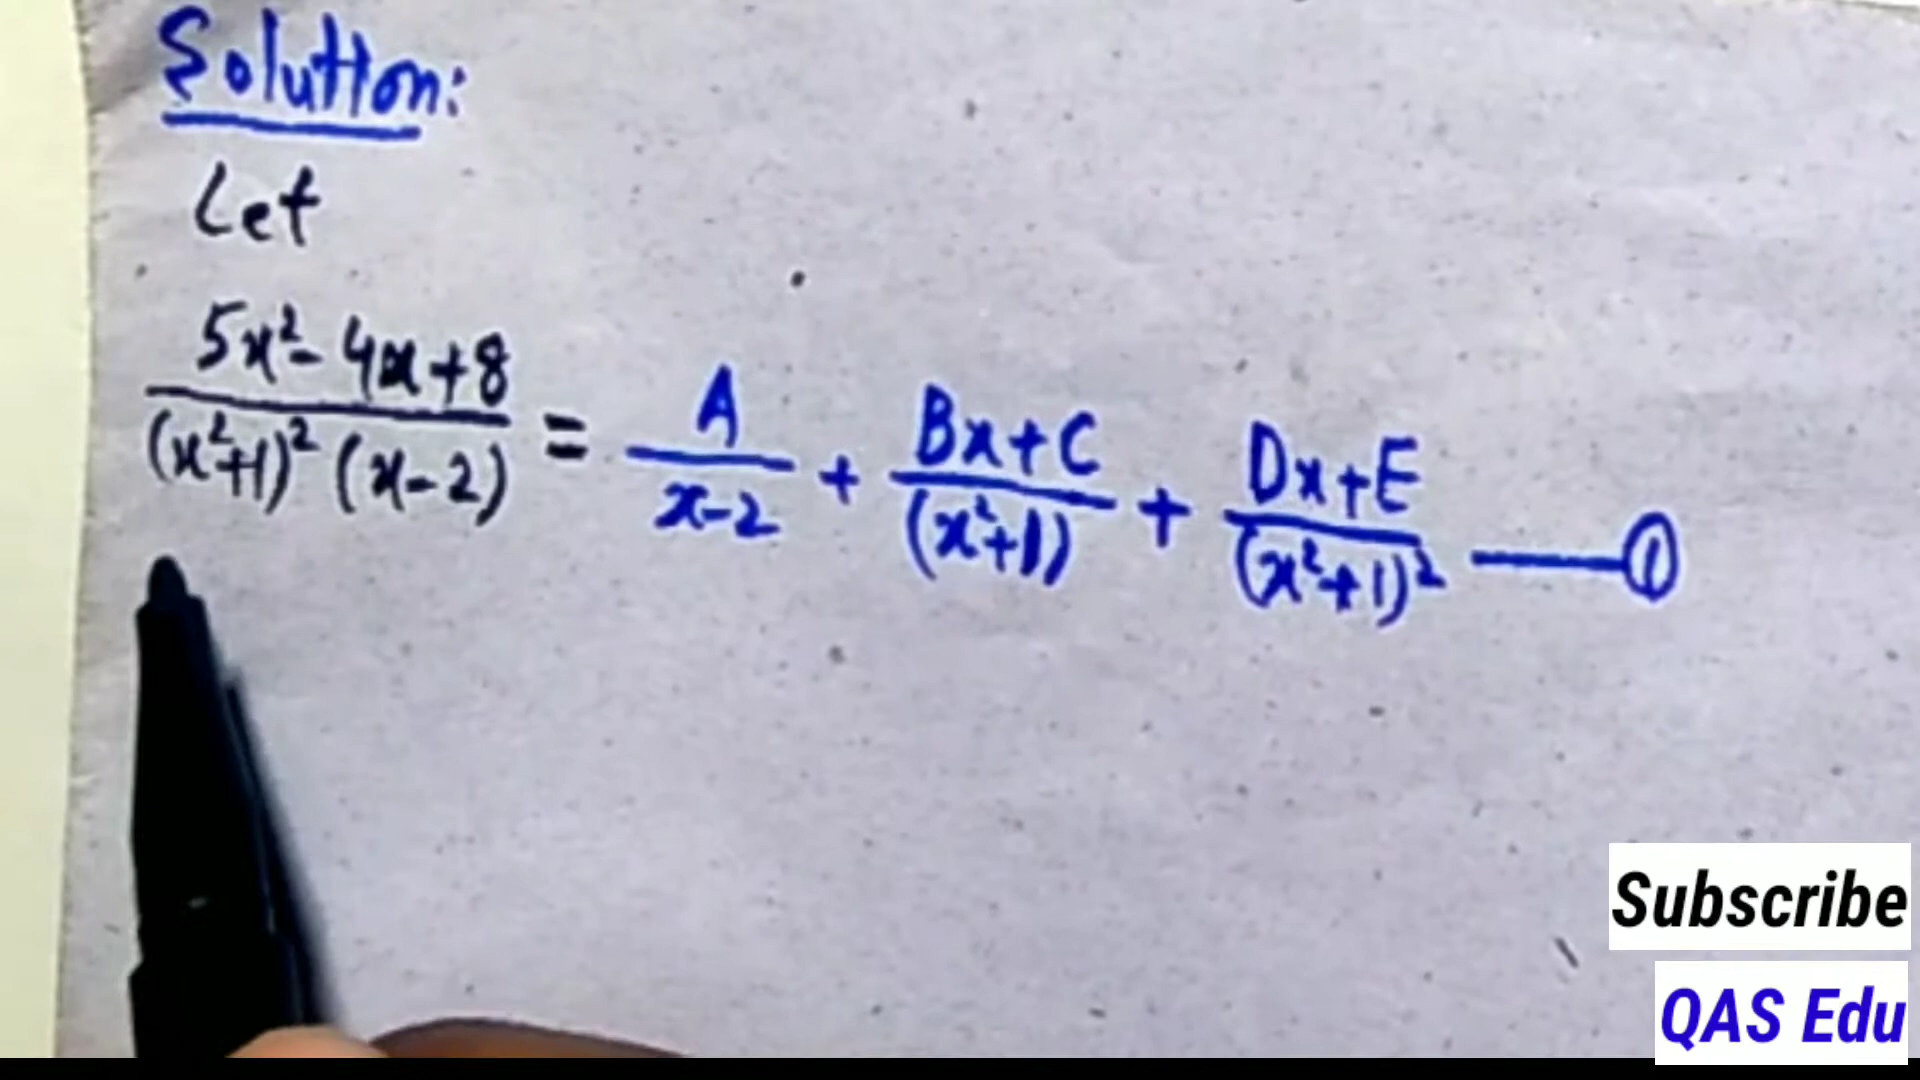 Solution:
Let
5x²-4x+8/(x²+1)²(x-2) = A/x-2 + Bx+C/(x²+1) + Dx+E/(x²+1)² —— ①
Subscribe
QAS Edu